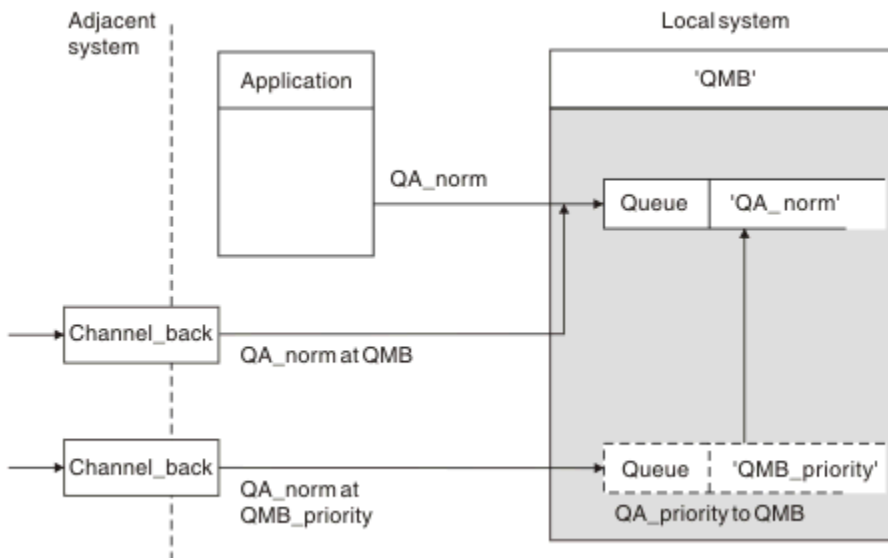 Adjacent
system
Local system
Application
'QMB'
QA_norm
Queue
'QA_norm'
Channel_back
QA_norm at QMB
Channel_back
QA_norm at
QMB_priority
Queue
'QMB_priority'
QA_priority to QMB